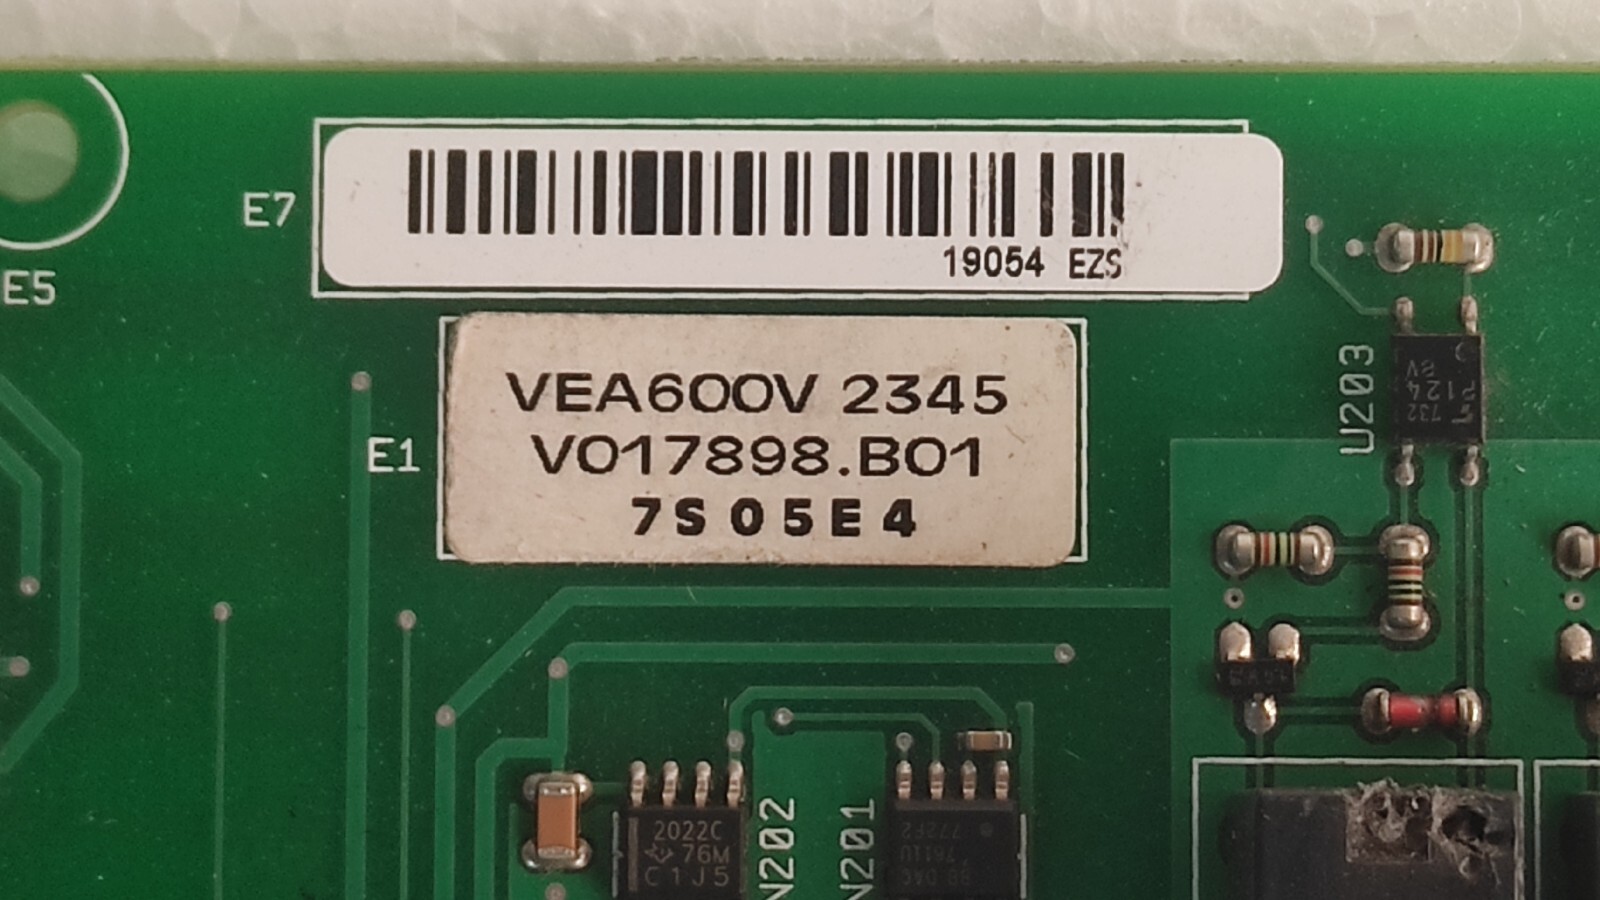 E7
19054 EZS
E5
VEA600V 2345
V017898.B01
7S05E4
E1
U203
P124
732
2022C
76M
C1J5
N202
N201